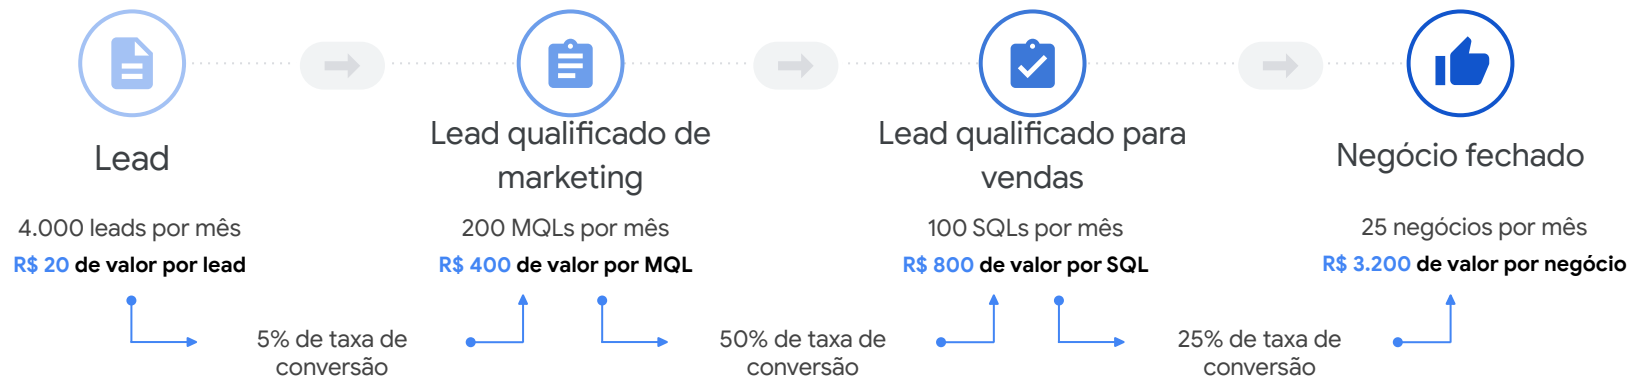 Lead
Lead qualificado de
marketing
Lead qualificado para
vendas
Negócio fechado
4.000 leads por mês
R$ 20 de valor por lead
200 MQLs por mês
R$ 400 de valor por MQL
100 SQLs por mês
R$ 800 de valor por SQL
25 negócios por mês
R$ 3.200 de valor por negócio
5% de taxa de
conversão
50% de taxa de
conversão
25% de taxa de
conversão